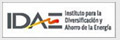 IDAE
Instituto para la
Diversificación y
Ahorro de la Energía